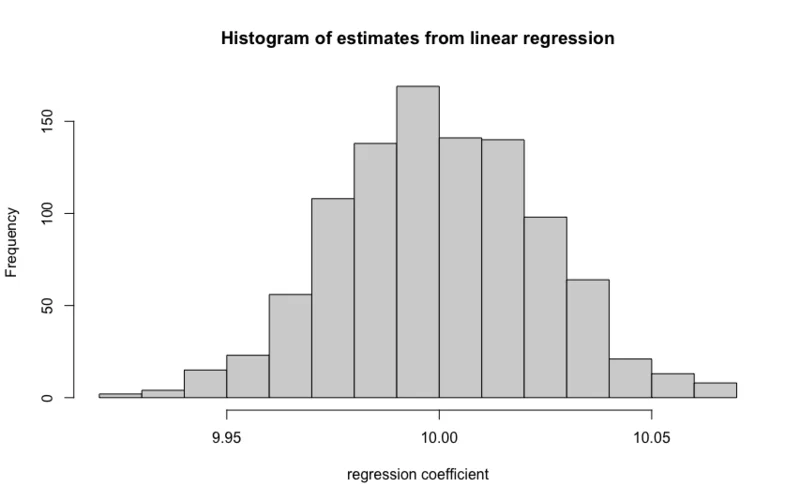 Histogram of estimates from linear regression
Frequency
150
100
50
0
9.95 10.00 10.05
regression coefficient